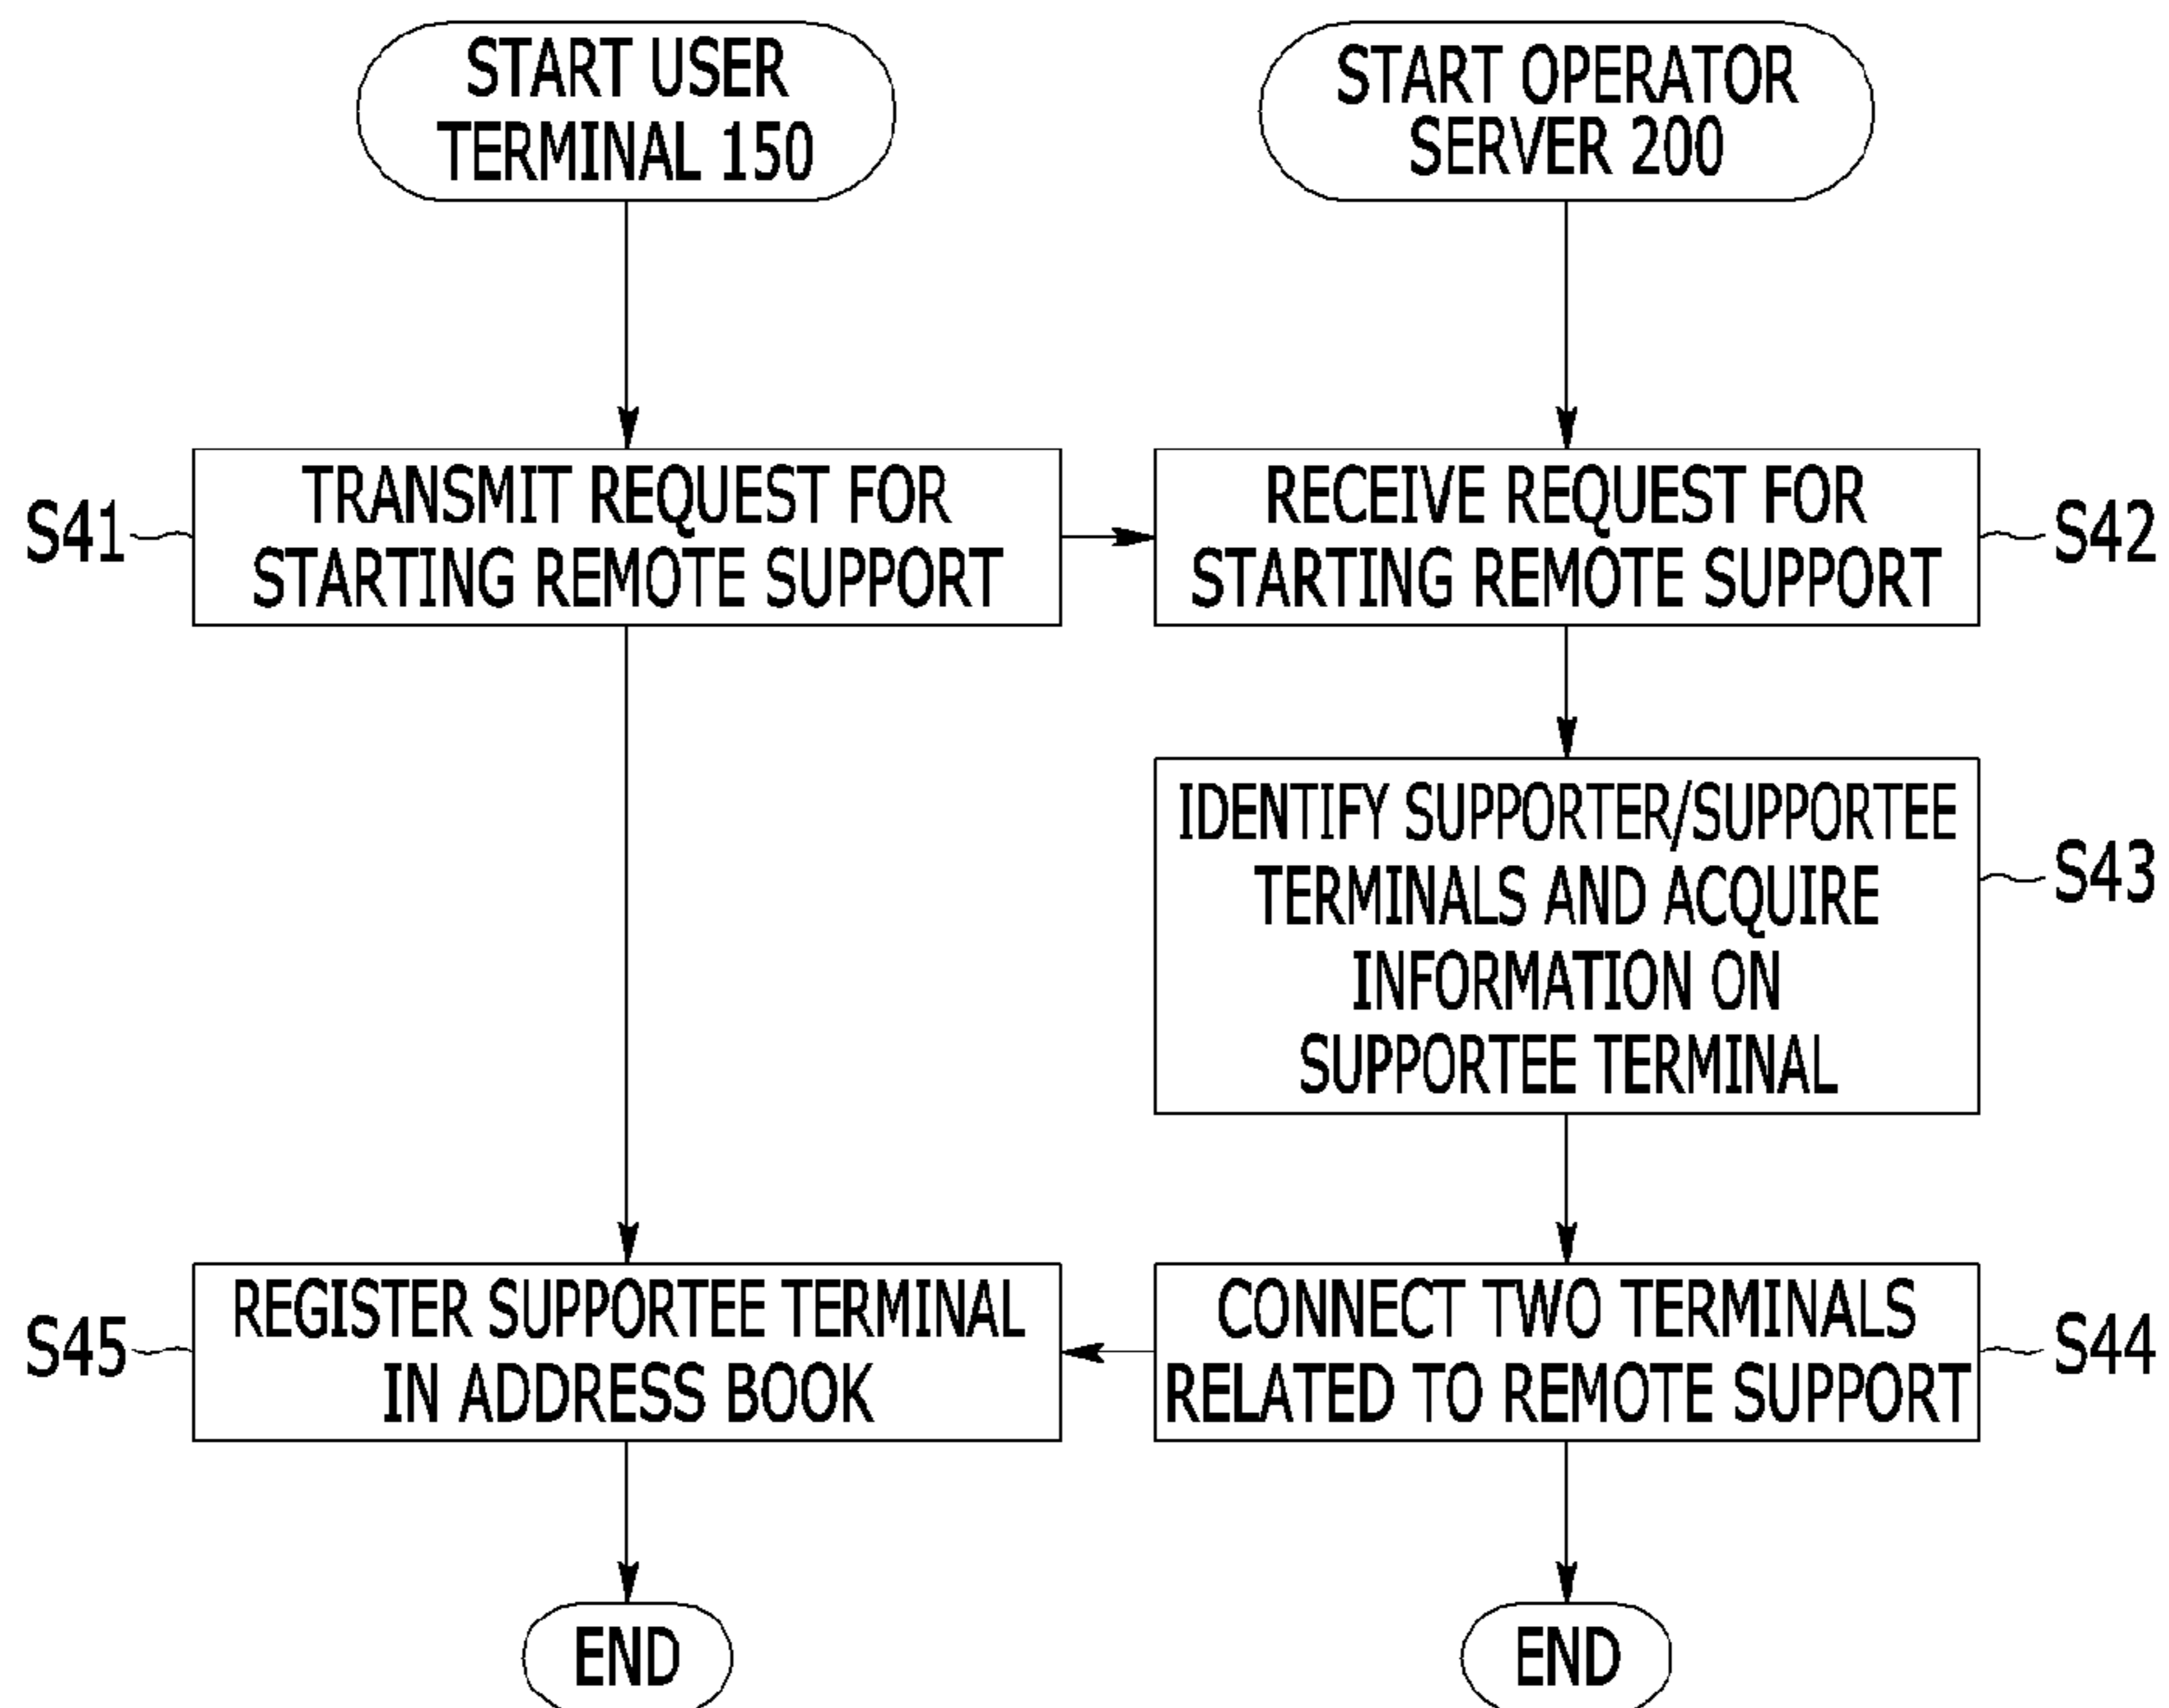 START USER
TERMINAL 150
START OPERATOR
SERVER 200
S41
TRANSMIT REQUEST FOR
STARTING REMOTE SUPPORT
RECEIVE REQUEST FOR
STARTING REMOTE SUPPORT
S42
IDENTIFY SUPPORTER/SUPPORTEE
TERMINALS AND ACQUIRE
INFORMATION ON
SUPPORTEE TERMINAL
S43
S45
REGISTER SUPPORTEE TERMINAL
IN ADDRESS BOOK
CONNECT TWO TERMINALS
RELATED TO REMOTE SUPPORT
S44
END
END